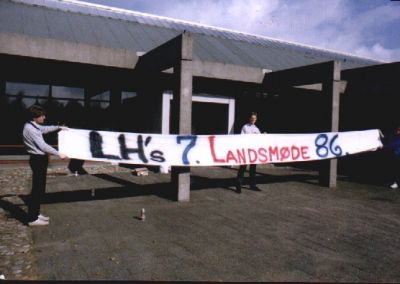 LH's 7. LANDSMØDE 86.